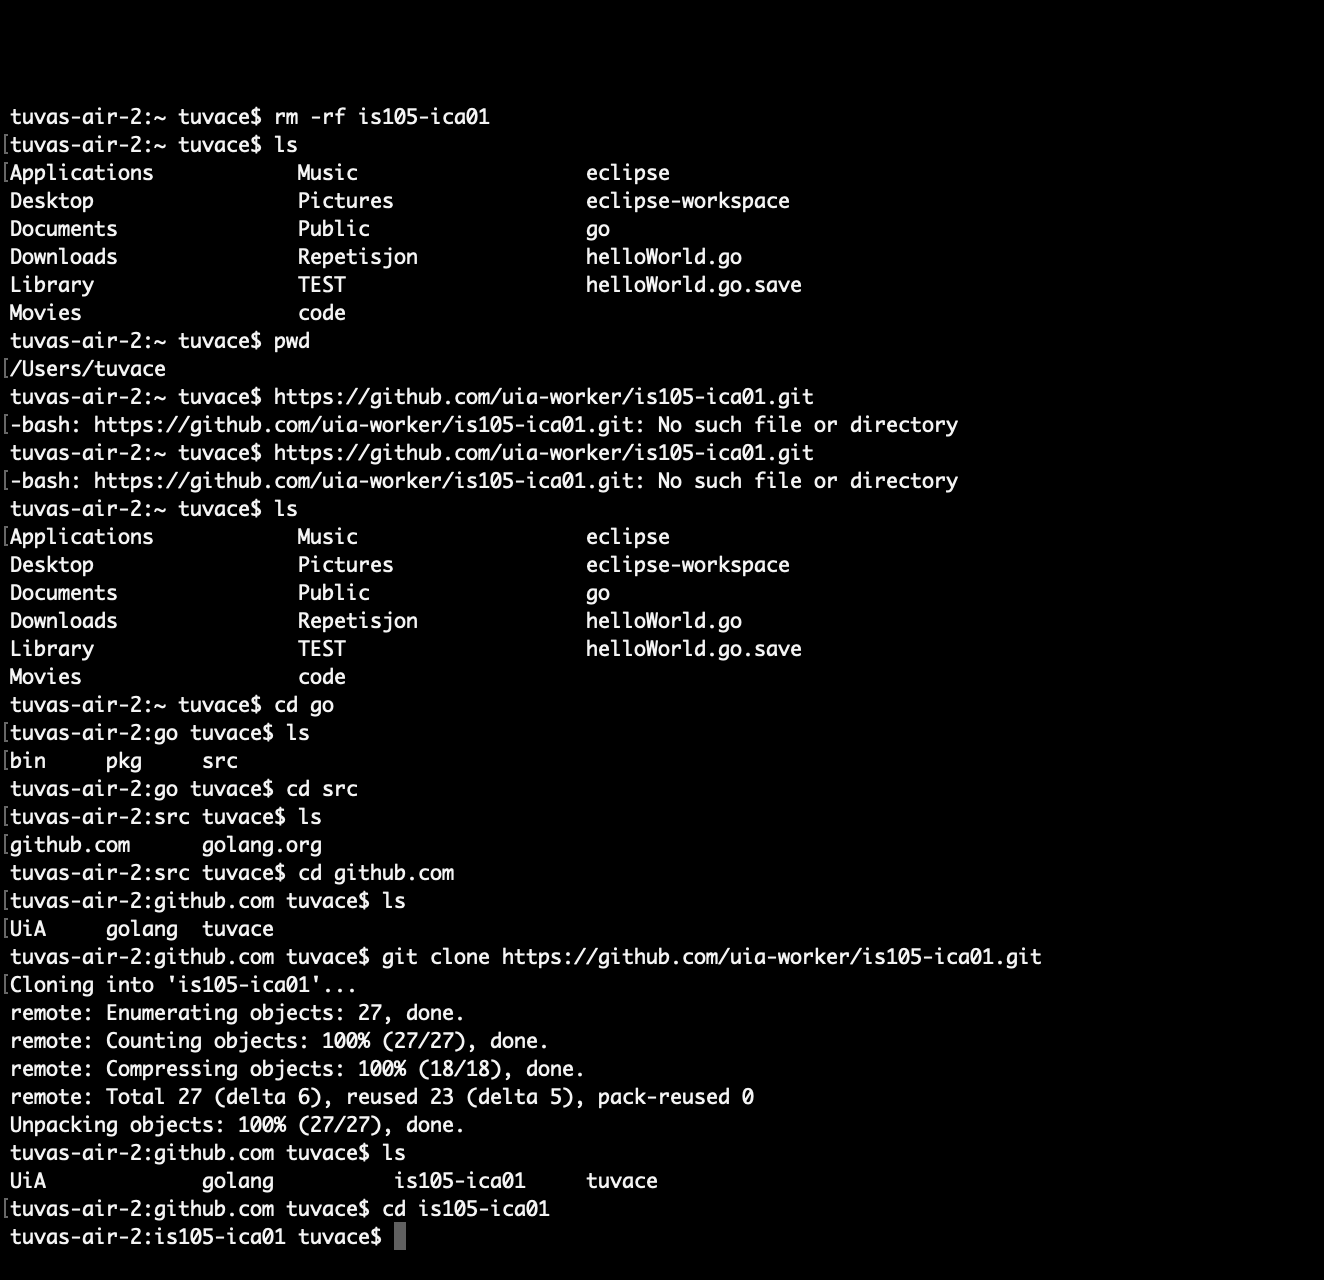 tuvas-air-2:~ tuvace$ rm -rf is105-ica01
[tuvas-air-2:~ tuvace$ ls
[Applications Music eclipse
Desktop Pictures eclipse-workspace
Documents Public go
Downloads Repetisjon helloWorld.go
Library TEST helloWorld.go.save
Movies code
tuvas-air-2:~ tuvace$ pwd
[/Users/tuvace
tuvas-air-2:~ tuvace$ https://github.com/uia-worker/is105-ica01.git
[-bash: https://github.com/uia-worker/is105-ica01.git: No such file or directory
tuvas-air-2:~ tuvace$ https://github.com/uia-worker/is105-ica01.git
[-bash: https://github.com/uia-worker/is105-ica01.git: No such file or directory
tuvas-air-2:~ tuvace$ ls
[Applications Music eclipse
Desktop Pictures eclipse-workspace
Documents Public go
Downloads Repetisjon helloWorld.go
Library TEST helloWorld.go.save
Movies code
tuvas-air-2:~ tuvace$ cd go
[tuvas-air-2:go tuvace$ ls
[bin pkg src
tuvas-air-2:go tuvace$ cd src
[tuvas-air-2:src tuvace$ ls
[github.com golang.org
tuvas-air-2:src tuvace$ cd github.com
[tuvas-air-2:github.com tuvace$ ls
[UiA golang tuvace
tuvas-air-2:github.com tuvace$ git clone https://github.com/uia-worker/is105-ica01.git
[Cloning into 'is105-ica01'...
remote: Enumerating objects: 27, done.
remote: Counting objects: 100% (27/27), done.
remote: Compressing objects: 100% (18/18), done.
remote: Total 27 (delta 6), reused 23 (delta 5), pack-reused 0
Unpacking objects: 100% (27/27), done.
tuvas-air-2:github.com tuvace$ ls
UiA golang is105-ica01 tuvace
[tuvas-air-2:github.com tuvace$ cd is105-ica01
tuvas-air-2:is105-ica01 tuvace$